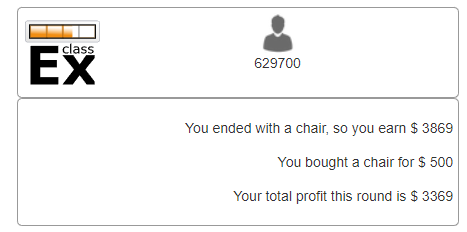 class
Ex
629700
You ended with a chair, so you earn $ 3869
You bought a chair for $ 500
Your total profit this round is $ 3369